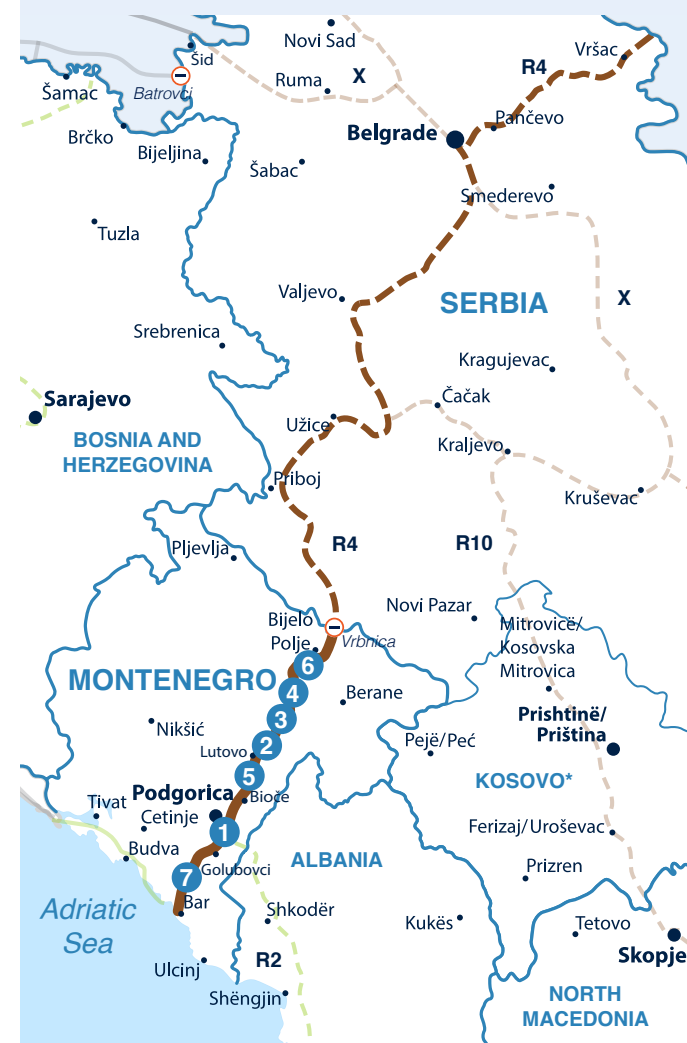 Novi Sad
Šid
Vršac
R4
X
Ruma
Šamac
Batrovci
Pančevo
Belgrade
Brčko
Bijeljina
Šabac
Smederevo
Tuzla
Valjevo
SERBIA
X
Srebrenica
Kragujevac
Čačak
Sarajevo
Užice
BOSNIA AND
HERZEGOVINA
Kraljevo
Priboj
Kruševac
R4
R10
Pljevlja
Novi Pazar
Bijelo
Polje
Vrbnica
Mitrovicë/
Kosovska
Mitrovica
6
MONTENEGRO
4
Berane
3
Prishtinë/
Priština
Nikšić
2
Lutovo
Pejë/Peć
5
KOSOVO*
Podgorica
Bioče
Tivat
Cetinje
1
Ferizaj/Uroševac
Budva
ALBANIA
Golubovci
Prizren
7
Bar
Adriatic
Sea
Shkodër
Kukës
Tetovo
Skopje
R2
Ulcinj
Shëngjin
NORTH
MACEDONIA